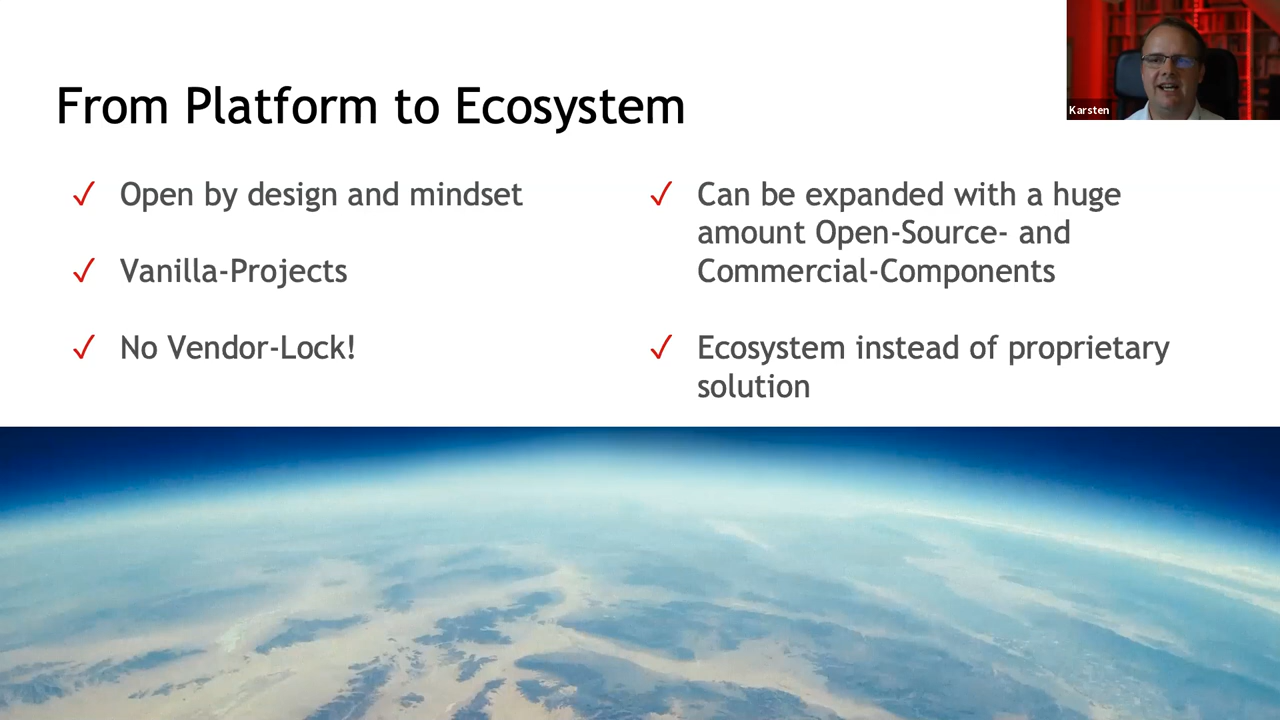 From Platform to Ecosystem
Karsten
✓ Open by design and mindset
✓ Vanilla-Projects
✓ No Vendor-Lock!
✓ Can be expanded with a huge
amount Open-Source- and
Commercial-Components
✓ Ecosystem instead of proprietary
solution